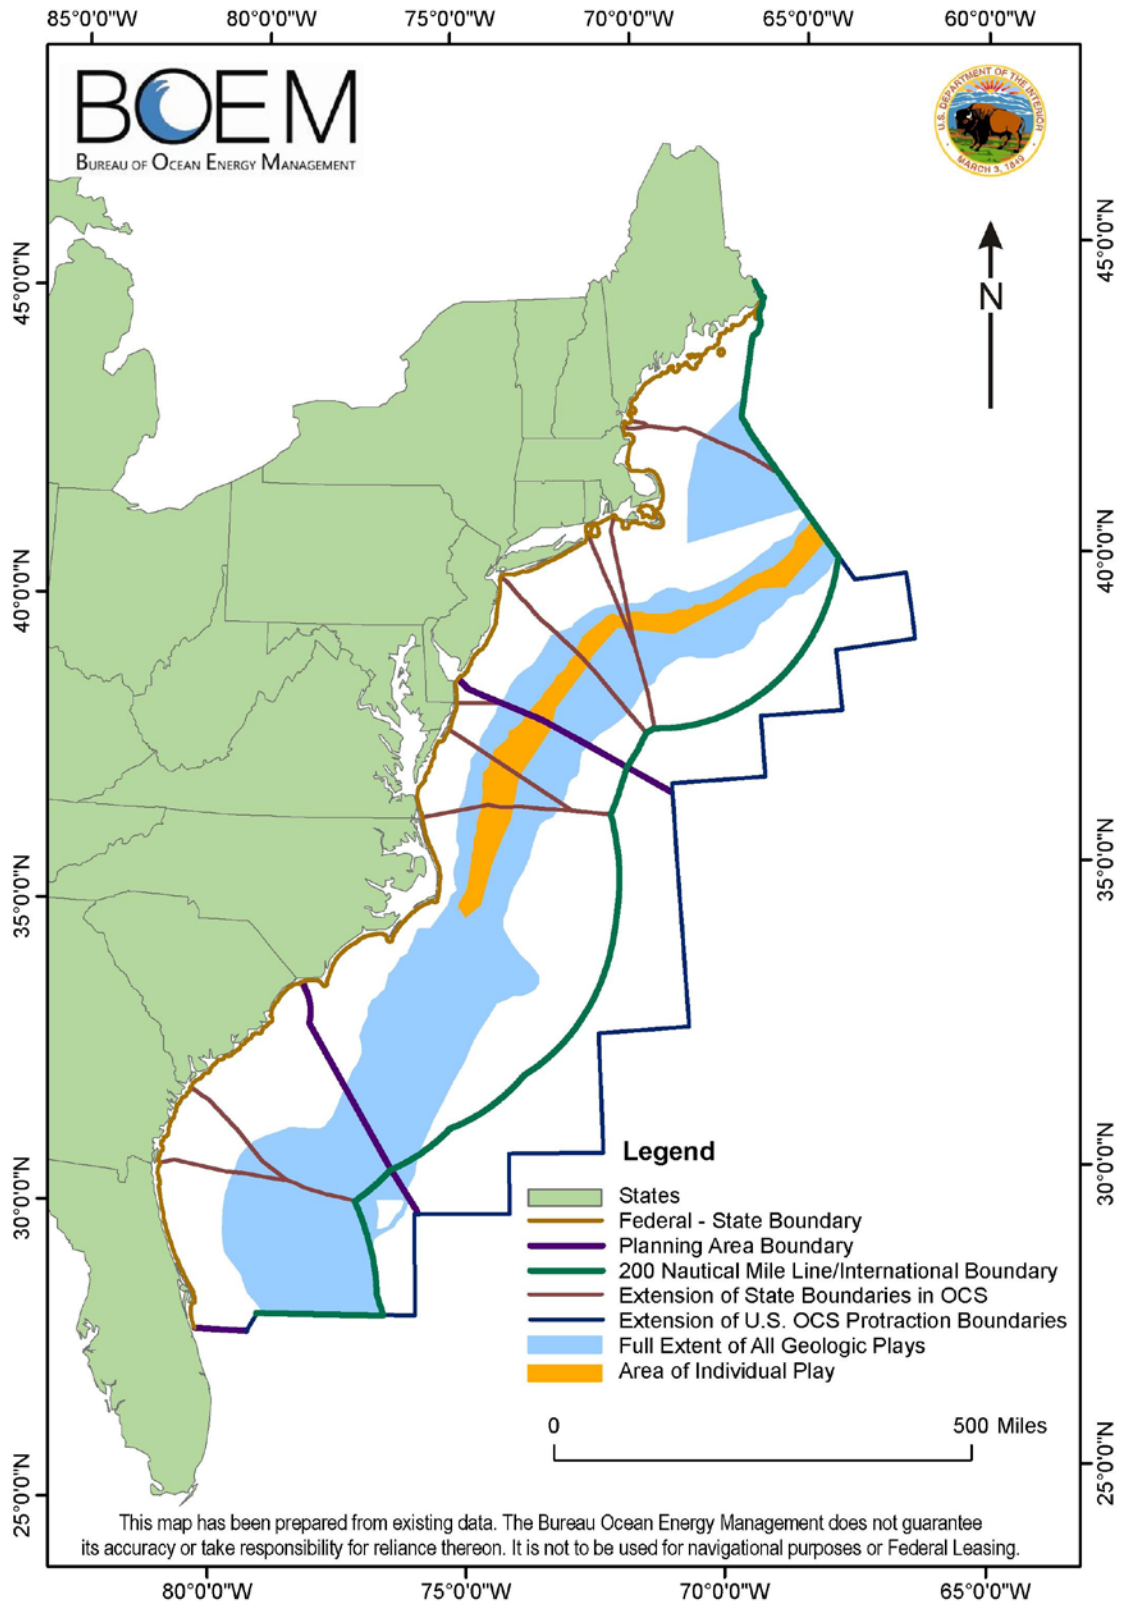 85°0'0"W 80°0'0"W 75°0'0"W 70°0'0"W 65°0'0"W 60°0'0"W
BOEM
BUREAU OF OCEAN ENERGY MANAGEMENT
U.S. DEPARTMENT OF THE INTERIOR
MARCH 3, 1849
N
45°0'0"N
40°0'0"N
35°0'0"N
30°0'0"N
25°0'0"N
45°0'0"N
40°0'0"N
35°0'0"N
30°0'0"N
25°0'0"N
Legend
States
Federal - State Boundary
Planning Area Boundary
200 Nautical Mile Line/International Boundary
Extension of State Boundaries in OCS
Extension of U.S. OCS Protraction Boundaries
Full Extent of All Geologic Plays
Area of Individual Play
0 500 Miles
This map has been prepared from existing data. The Bureau Ocean Energy Management does not guarantee
its accuracy or take responsibility for reliance thereon. It is not to be used for navigational purposes or Federal Leasing.
80°0'0"W 75°0'0"W 70°0'0"W 65°0'0"W